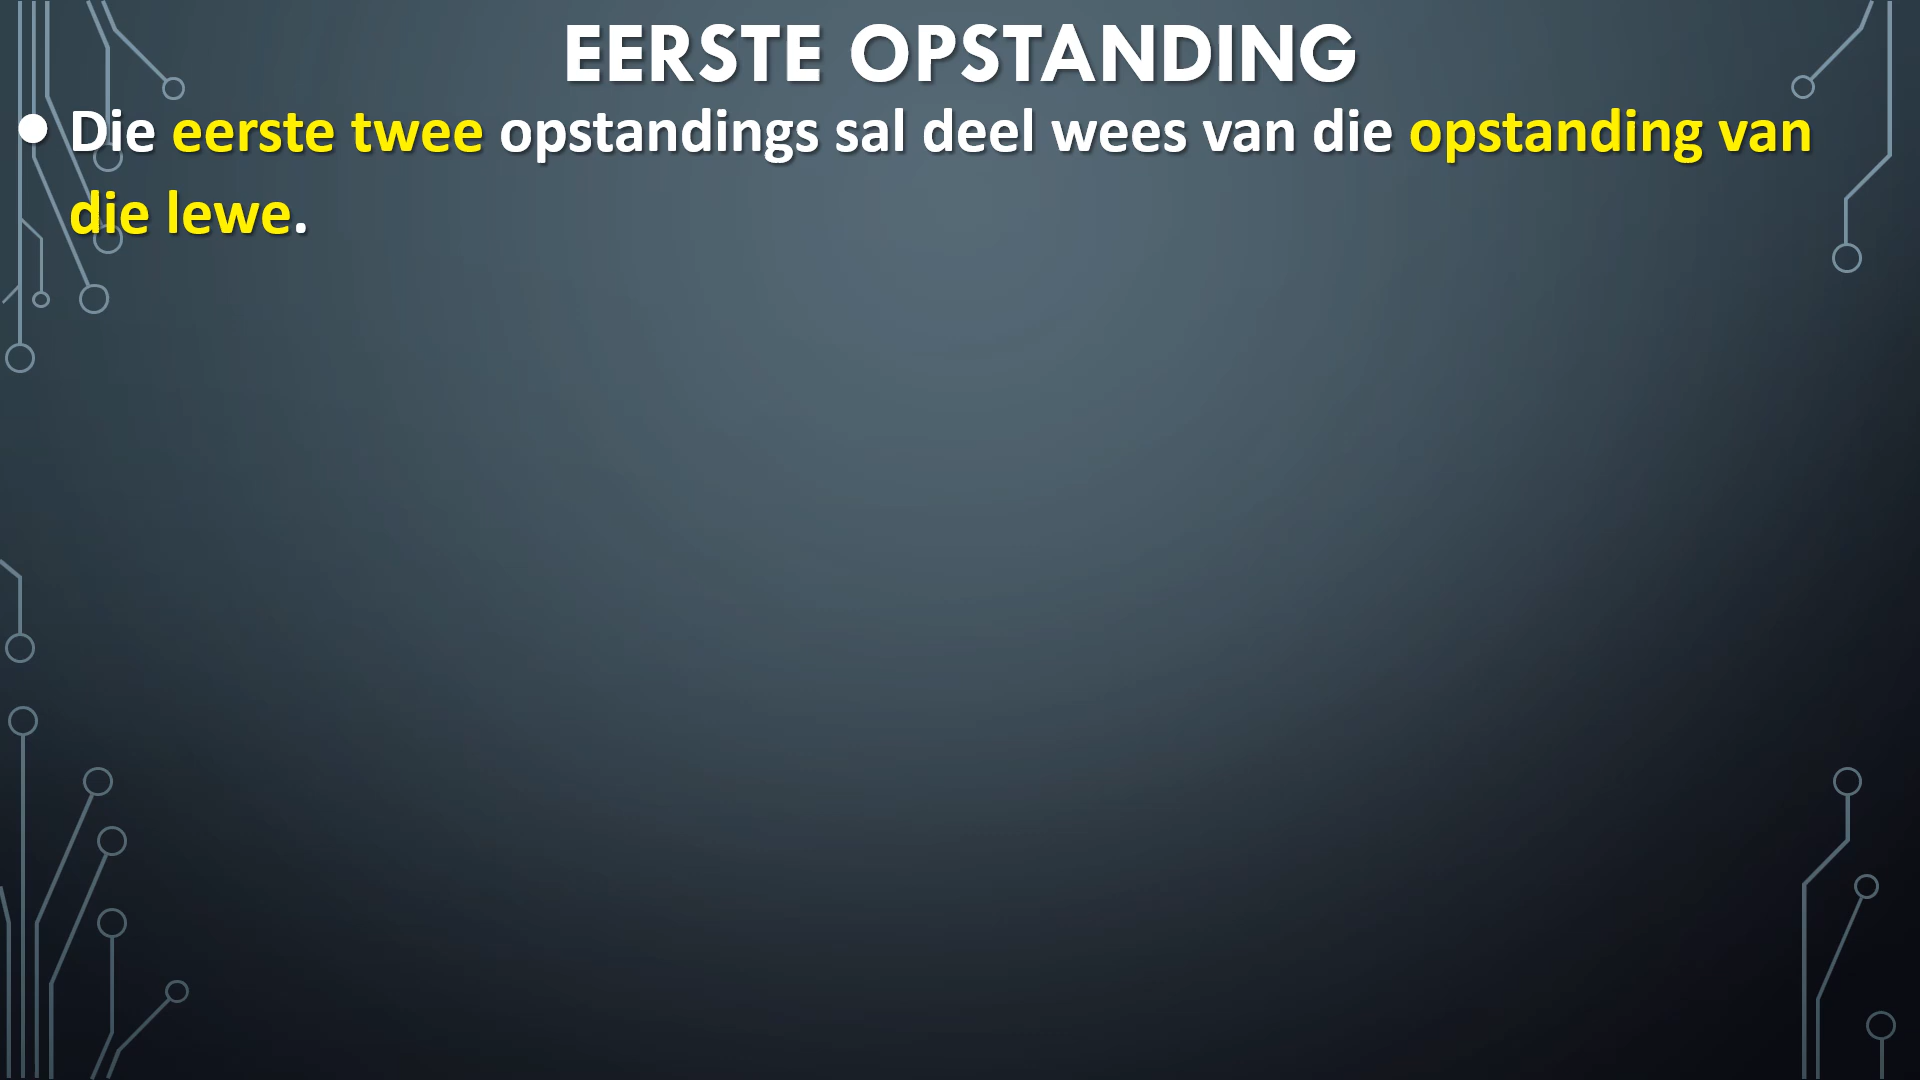 EERSTE OPSTANDING
• Die eerste twee opstandings sal deel wees van die opstanding van
die lewe.